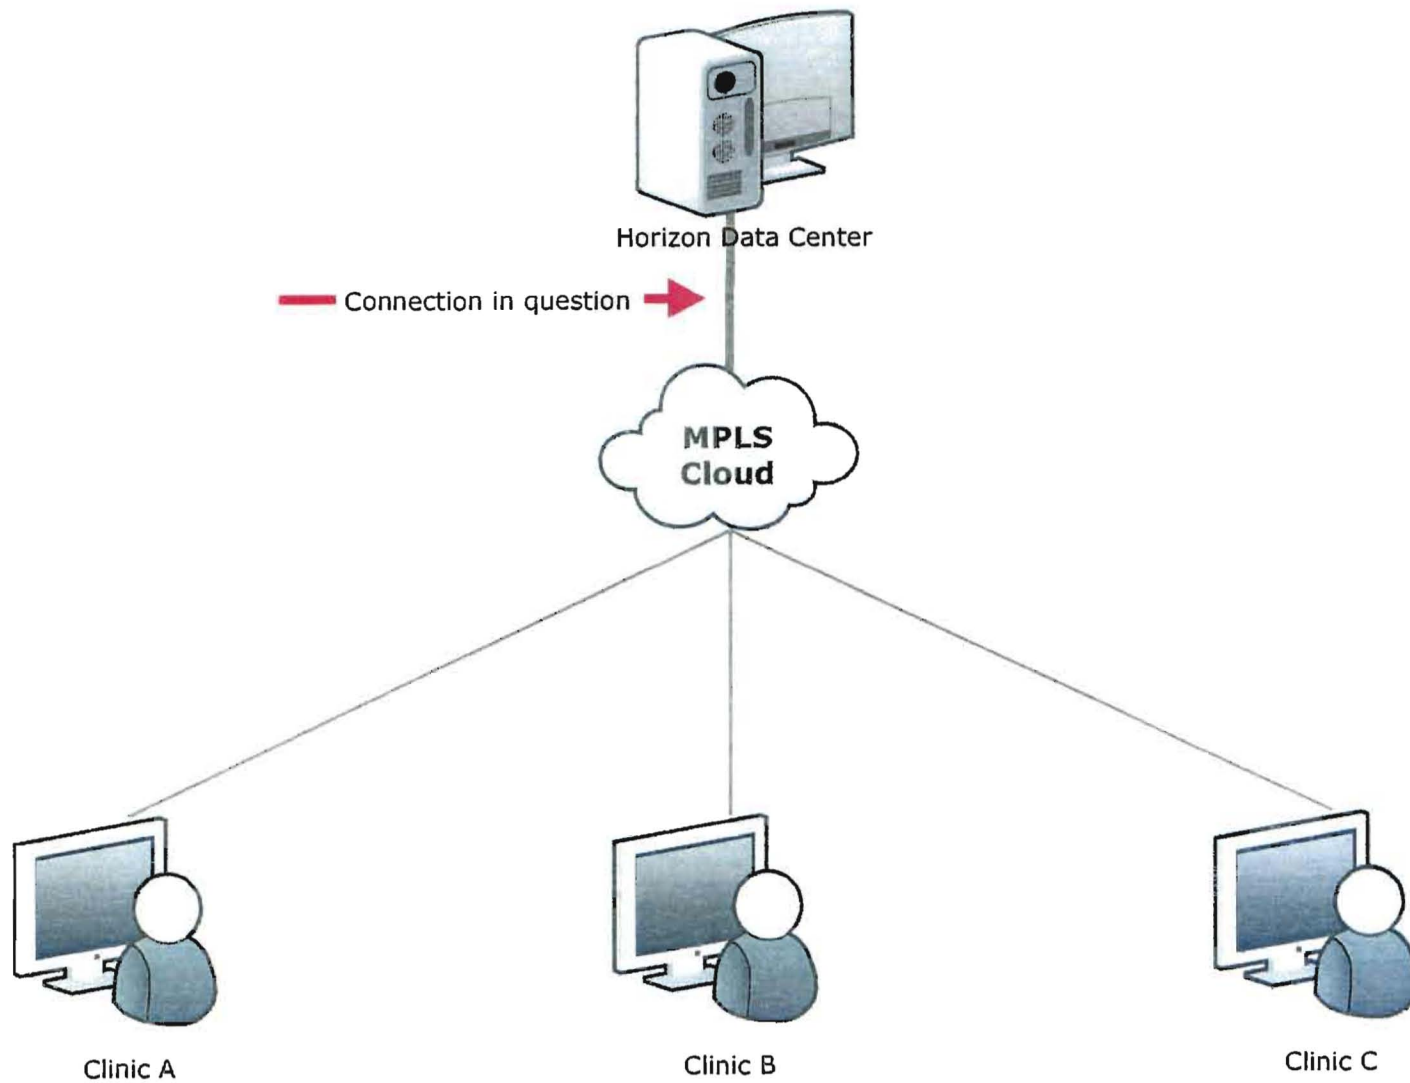 Horizon Data Center
Connection in question
MPLS
Cloud
Clinic A
Clinic B
Clinic C